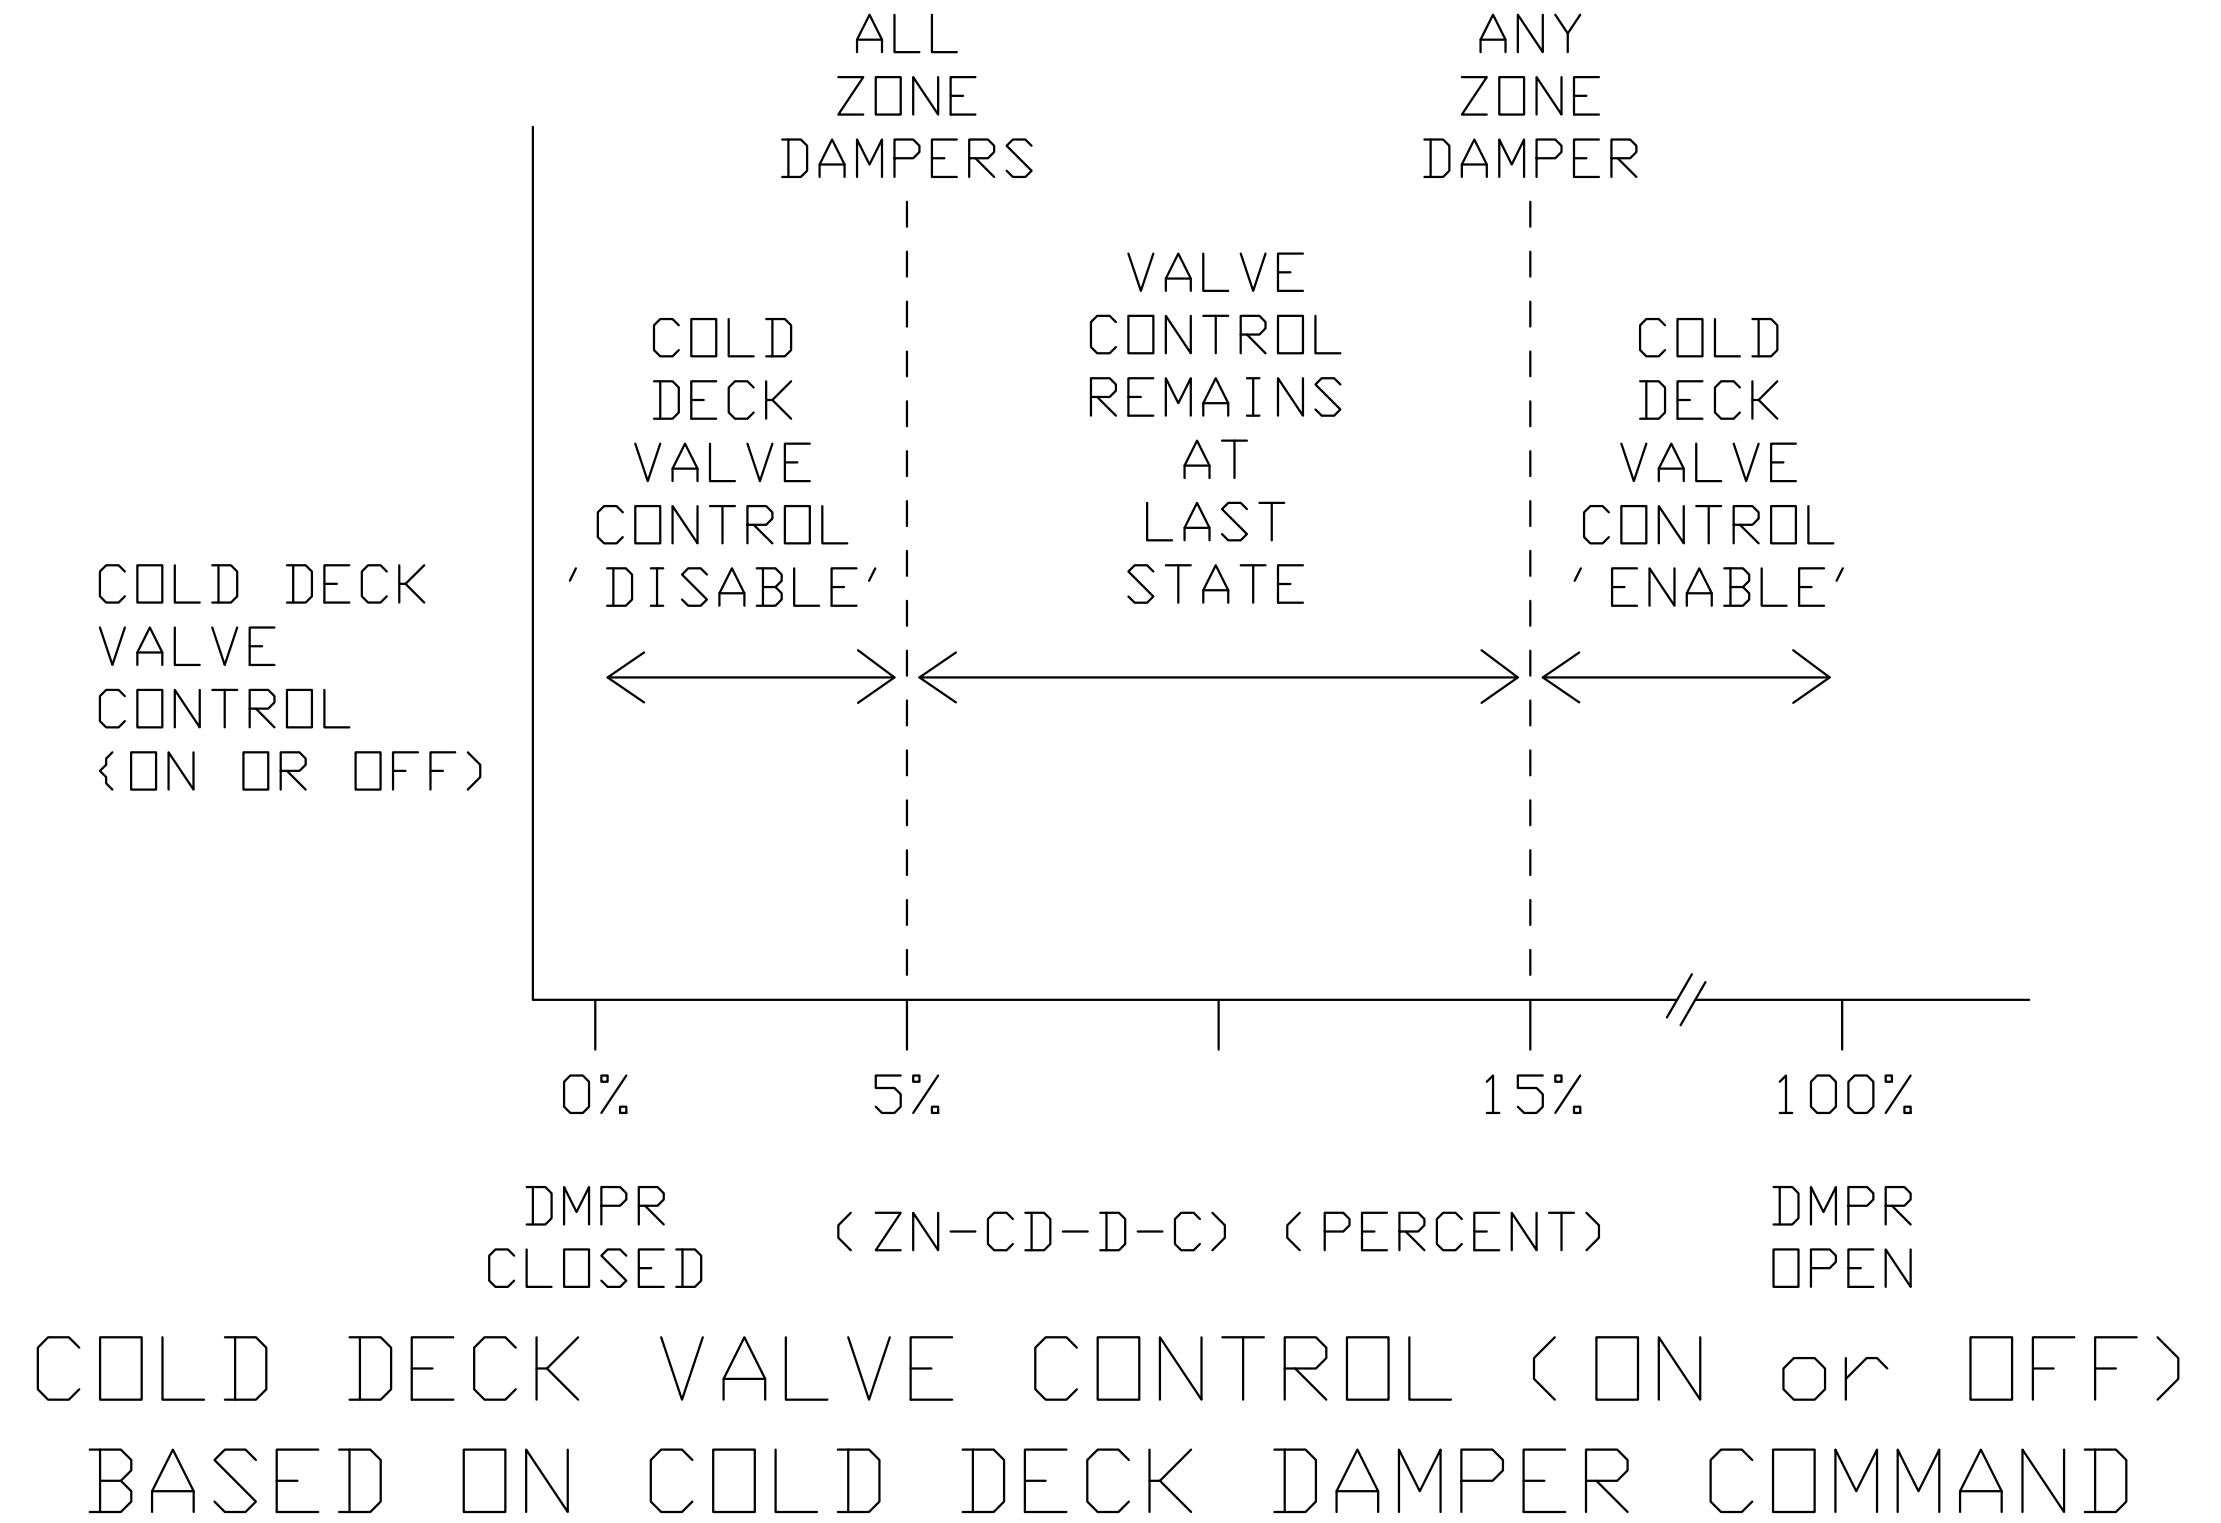 ALL
ZONE
DAMPERS
ANY
ZONE
DAMPER
COLD
DECK
VALVE
CONTROL
'DISABLE'
VALVE
CONTROL
REMAINS
AT
LAST
STATE
COLD
DECK
VALVE
CONTROL
'ENABLE'
COLD DECK
VALVE
CONTROL
{ON OR OFF)
0%
5%
15%
100%
DMPR
CLOSED
(ZN-CD-D-C) (PERCENT)
DMPR
OPEN
COLD DECK VALVE CONTROL (ON or OFF)
BASED ON COLD DECK DAMPER COMMAND